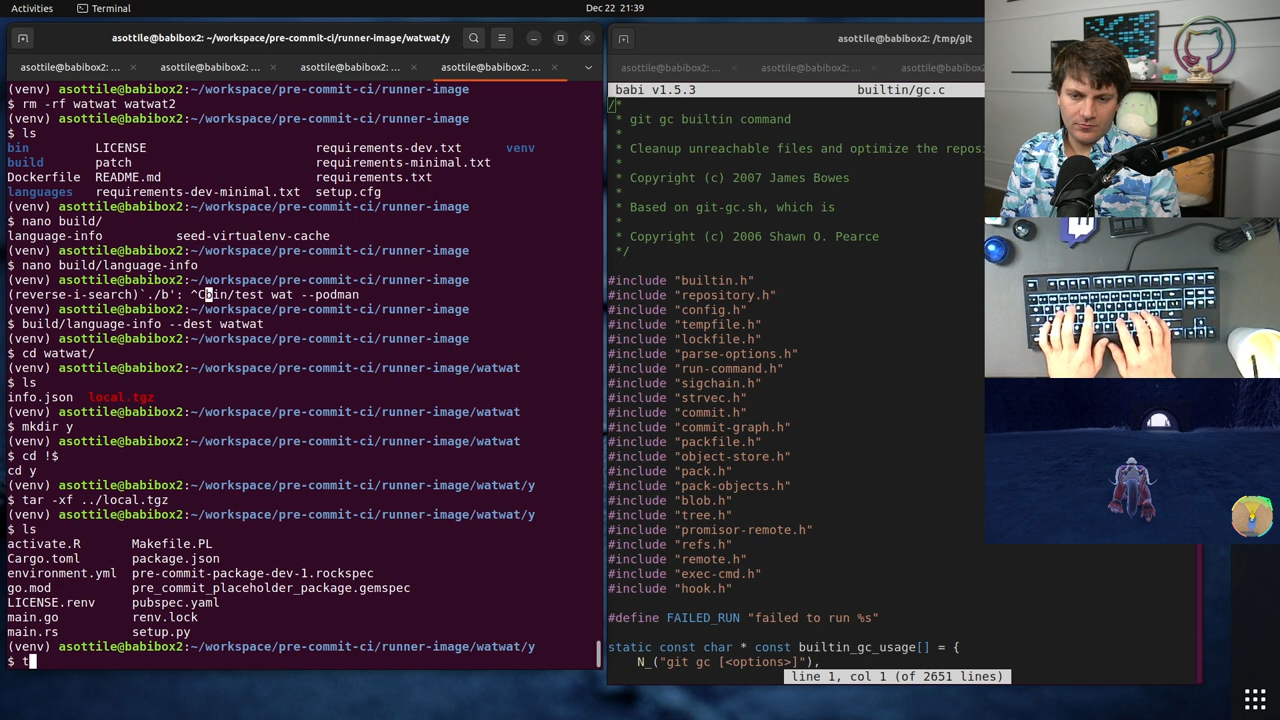 Activities
Terminal
Dec 22 21:39
asottile@babibox2: ~/workspace/pre-commit-ci/runner-image/watwat/y
asottile@babibox2: ...
asottile@babibox2: ...
asottile@babibox2: ...
asottile@babibox2: ...
(venv) asottile@babibox2:~/workspace/pre-commit-ci/runner-image
$ rm -rf watwat watwat2
(venv) asottile@babibox2:~/workspace/pre-commit-ci/runner-image
$ ls
bin LICENSE requirements-dev.txt venv
build patch requirements-minimal.txt
Dockerfile README.md requirements.txt
languages requirements-dev-minimal.txt setup.cfg
(venv) asottile@babibox2:~/workspace/pre-commit-ci/runner-image
$ nano build/
language-info seed-virtualenv-cache
(venv) asottile@babibox2:~/workspace/pre-commit-ci/runner-image
$ nano build/language-info
(venv) asottile@babibox2:~/workspace/pre-commit-ci/runner-image
(reverse-i-search)`./b': ^Cbin/test wat --podman
(venv) asottile@babibox2:~/workspace/pre-commit-ci/runner-image
$ build/language-info --dest watwat
(venv) asottile@babibox2:~/workspace/pre-commit-ci/runner-image
$ cd watwat/
(venv) asottile@babibox2:~/workspace/pre-commit-ci/runner-image/watwat
$ ls
info.json local.tgz
(venv) asottile@babibox2:~/workspace/pre-commit-ci/runner-image/watwat
$ mkdir y
(venv) asottile@babibox2:~/workspace/pre-commit-ci/runner-image/watwat
$ cd !$
cd y
(venv) asottile@babibox2:~/workspace/pre-commit-ci/runner-image/watwat/y
$ tar -xf ../local.tgz
(venv) asottile@babibox2:~/workspace/pre-commit-ci/runner-image/watwat/y
$ ls
activate.R Makefile.PL
Cargo.toml package.json
environment.yml pre-commit-package-dev-1.rockspec
go.mod pre_commit_placeholder_package.gemspec
LICENSE.renv pubspec.yaml
main.go renv.lock
main.rs setup.py
(venv) asottile@babibox2:~/workspace/pre-commit-ci/runner-image/watwat/y
$ t
asottile@babibox2: /tmp/git
asottile@babibox2: ...
asottile@babibox2: ...
asottile@babibox
babi v1.5.3 builtin/gc.c
/*
* git gc builtin command
*
* Cleanup unreachable files and optimize the reposi
*
* Copyright (c) 2007 James Bowes
*
* Based on git-gc.sh, which is
*
* Copyright (c) 2006 Shawn O. Pearce
*/
#include "builtin.h"
#include "repository.h"
#include "config.h"
#include "tempfile.h"
#include "lockfile.h"
#include "parse-options.h"
#include "run-command.h"
#include "sigchain.h"
#include "strvec.h"
#include "commit.h"
#include "commit-graph.h"
#include "packfile.h"
#include "object-store.h"
#include "pack.h"
#include "pack-objects.h"
#include "blob.h"
#include "tree.h"
#include "promisor-remote.h"
#include "refs.h"
#include "remote.h"
#include "exec-cmd.h"
#include "hook.h"
#define FAILED_RUN "failed to run %s"
static const char * const builtin_gc_usage[] = {
N_("git gc [<options>]"),
line 1, col 1 (of 2651 lines)